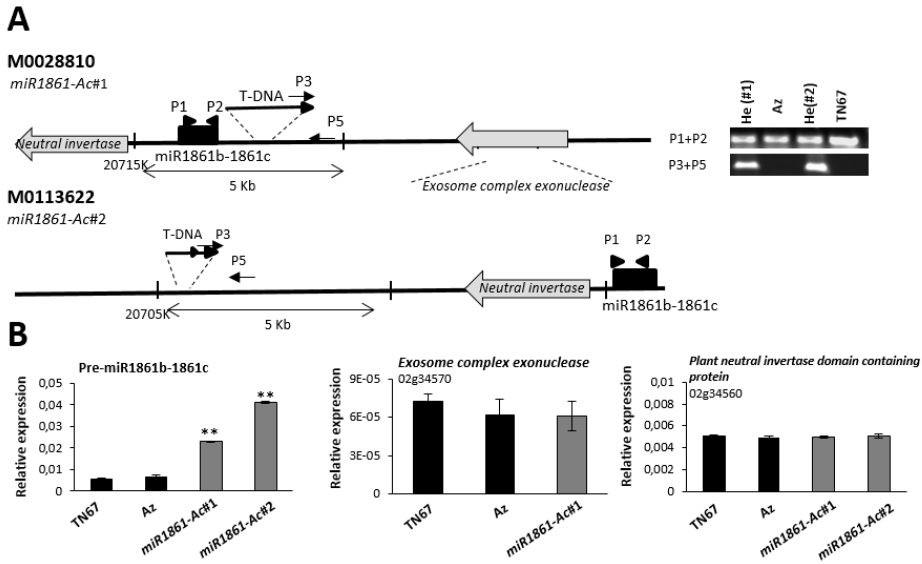 A
M0028810
miR1861-Ac#1
P1 P2 T-DNA P3
P5
Neutral invertase
miR1861b-1861c
20715K
5 Kb
Exosome complex exonuclease
He (#1) Az He(#2) TN67
P1+P2
P3+P5
M0113622
miR1861-Ac#2
T-DNA P3
P5
P1 P2
Neutral invertase
miR1861b-1861c
20705K
5 Kb
B
Pre-miR1861b-1861c
Relative expression
0,05
0,04
0,03
0,02
0,01
0
**
**
TN67 Az miR1861-Ac#1 miR1861-Ac#2
Exosome complex exonuclease
02g34570
Relative expression
9E-05
6E-05
3E-05
0
TN67 Az miR1861-Ac#1
Plant neutral invertase domain containing
protein
02g34560
Relative expression
0,01
0,008
0,006
0,004
0,002
0
TN67 Az miR1861-Ac#1 miR1861-Ac#2